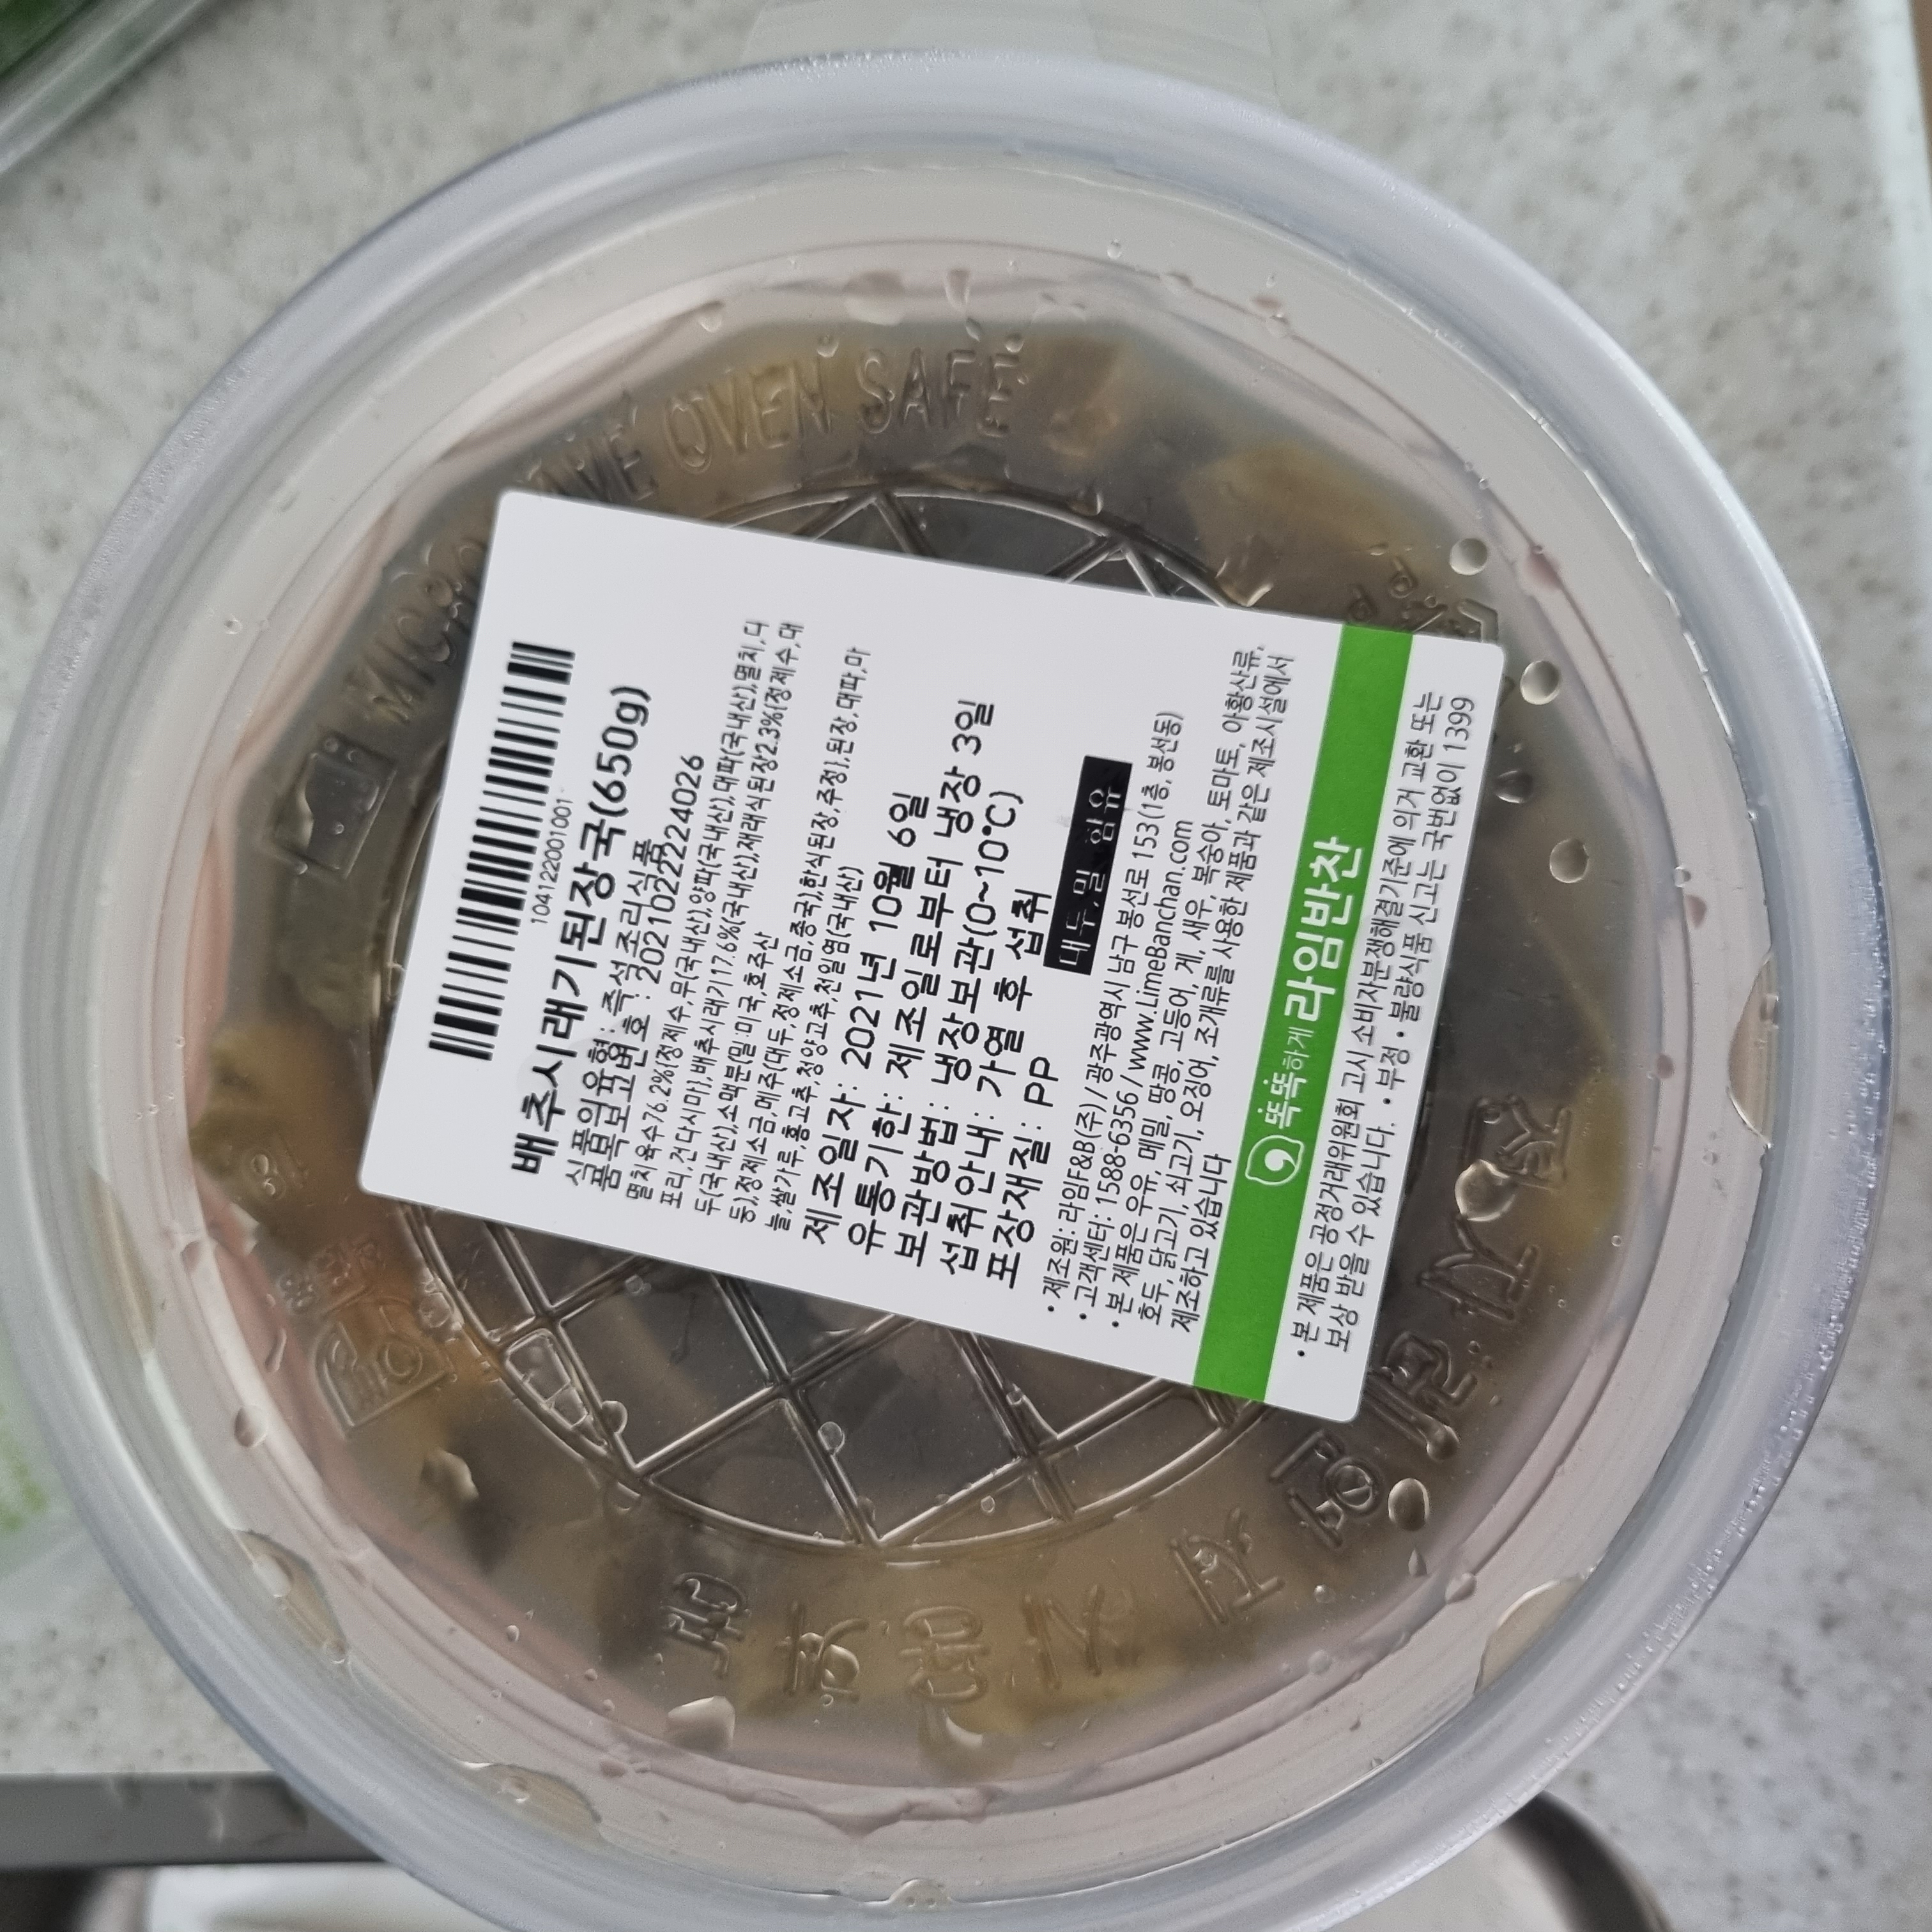 MICRO
WAVE OVEN SAFE
104122001001
배추시래기된장국(650g)
식품의유형: 즉석조리식품
품목보고번호: 20210222224026
멸치육수76.2%(정제수,무(국내산),양파(국내산),대파(국내산),멸치,디
포리,건다시마),배추시래기17.6%(국내산),재래식된장2.3%(정제수,대
두(국내산),소맥분(밀:미국,호주산
등),정제소금,메주(대두,정제소금,종국),한식된장,주정),된장,대파,마
늘,쌀가루,홍고추,청양고추,천일염(국내산)
제조일자: 2021년 10월 6일
유통기한: 제조일로부터 냉장 3일
보관방법: 냉장보관(0~10℃)
섭취안내: 가열 후 섭취
포장재질: PP
대두,밀 함유
• 제조원: 라임F&B(주) / 광주광역시 남구 봉선로 153(1층, 봉선동)
• 고객센터: 1588-6356 / www.LimeBanchan.com
• 본 제품은 우유, 메밀, 땅콩, 고등어, 게, 새우, 복숭아, 토마토, 아황산류,
호두, 닭고기, 쇠고기, 오징어, 조개류를 사용한 제품과 같은 제조시설에서
제조하고 있습니다
똑똑하게 라임반찬
• 본 제품은 공정거래위원회 고시 소비자분쟁해결기준에 의거 교환 또는
보상 받을 수 있습니다. • 부정 • 불량식품 신고는 국번없이 1399